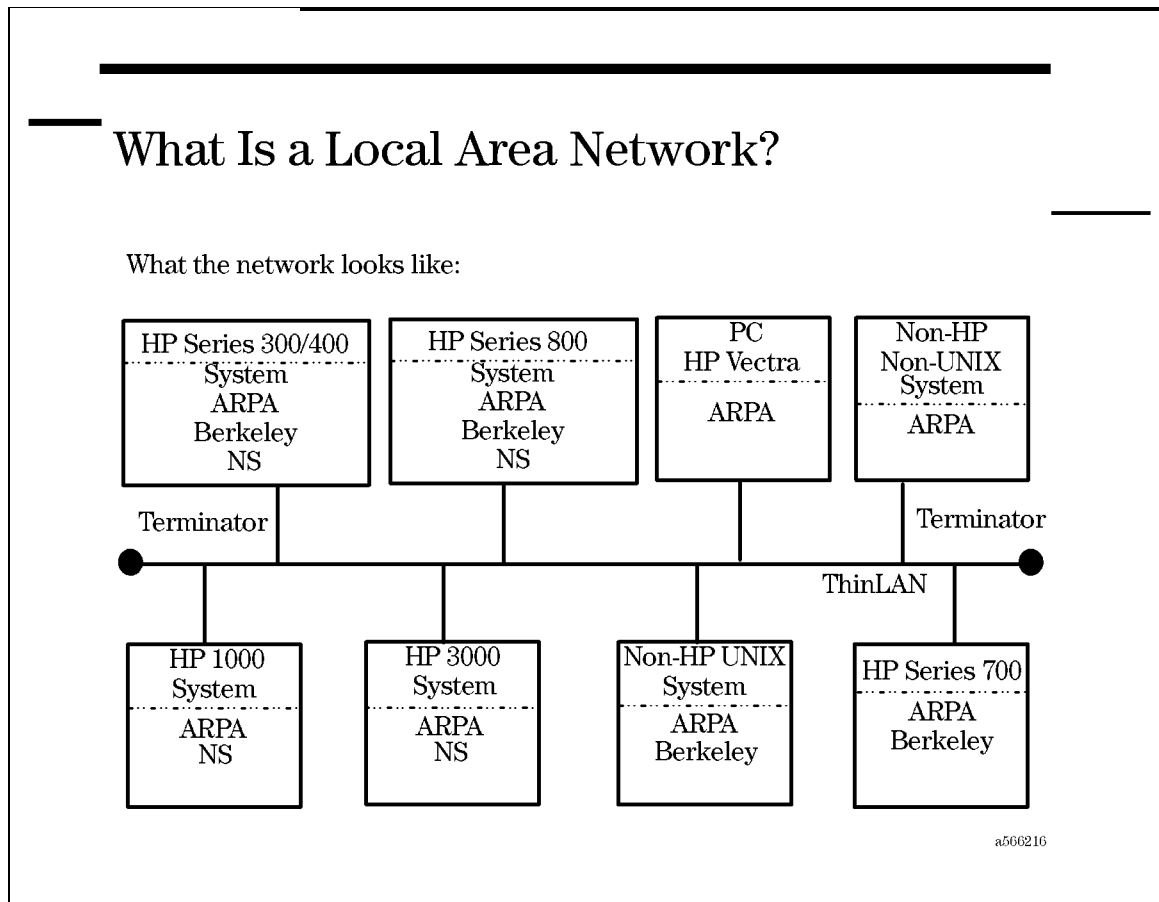 What Is a Local Area Network?
What the network looks like:
HP Series 300/400
System
ARPA
Berkeley
NS
HP Series 800
System
ARPA
Berkeley
NS
PC
HP Vectra
ARPA
Non-HP
Non-UNIX
System
ARPA
Terminator
Terminator
ThinLAN
HP 1000
System
ARPA
NS
HP 3000
System
ARPA
NS
Non-HP UNIX
System
ARPA
Berkeley
HP Series 700
ARPA
Berkeley
a566216